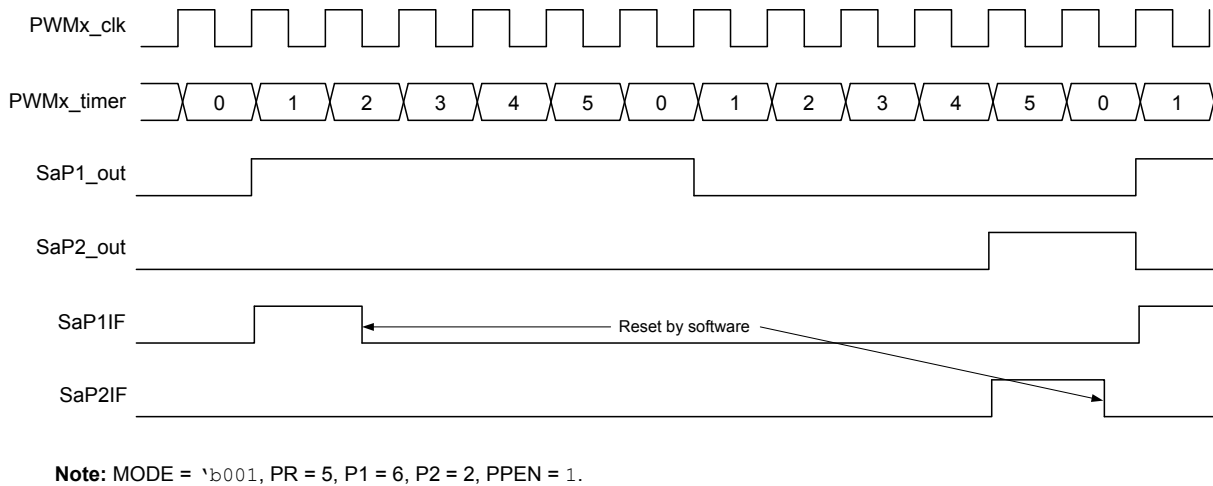 PWMx_clk
PWMx_timer 0 1 2 3 4 5 0 1 2 3 4 5 0 1
SaP1_out
SaP2_out
SaP1IF
Reset by software
SaP2IF
Note: MODE = ‘b001, PR = 5, P1 = 6, P2 = 2, PPEN = 1.